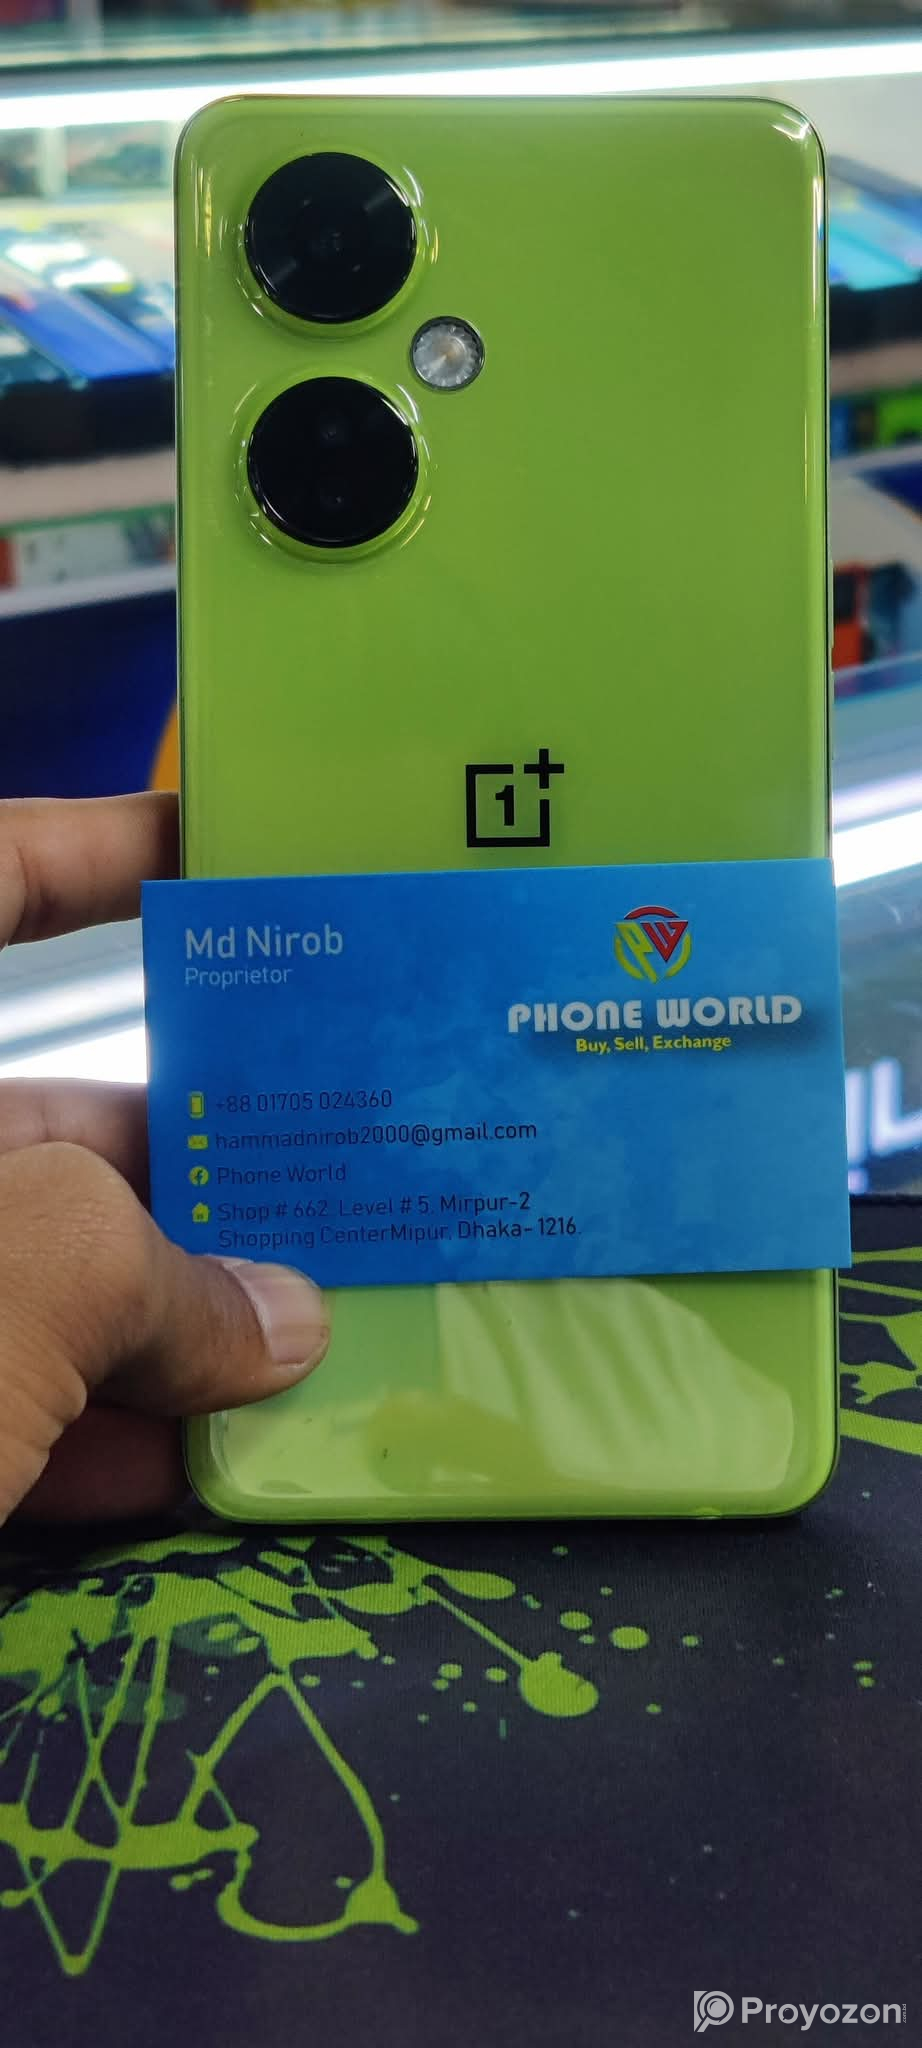 1+
Md Nirob
Proprietor
PW
PHONE WORLD
Buy, Sell, Exchange
+88 01705 024360
hammadnirob2000@gmail.com
Phone World
Shop # 662, Level # 5, Mirpur-2
Shopping CenterMipur, Dhaka- 1216.
Proyozon